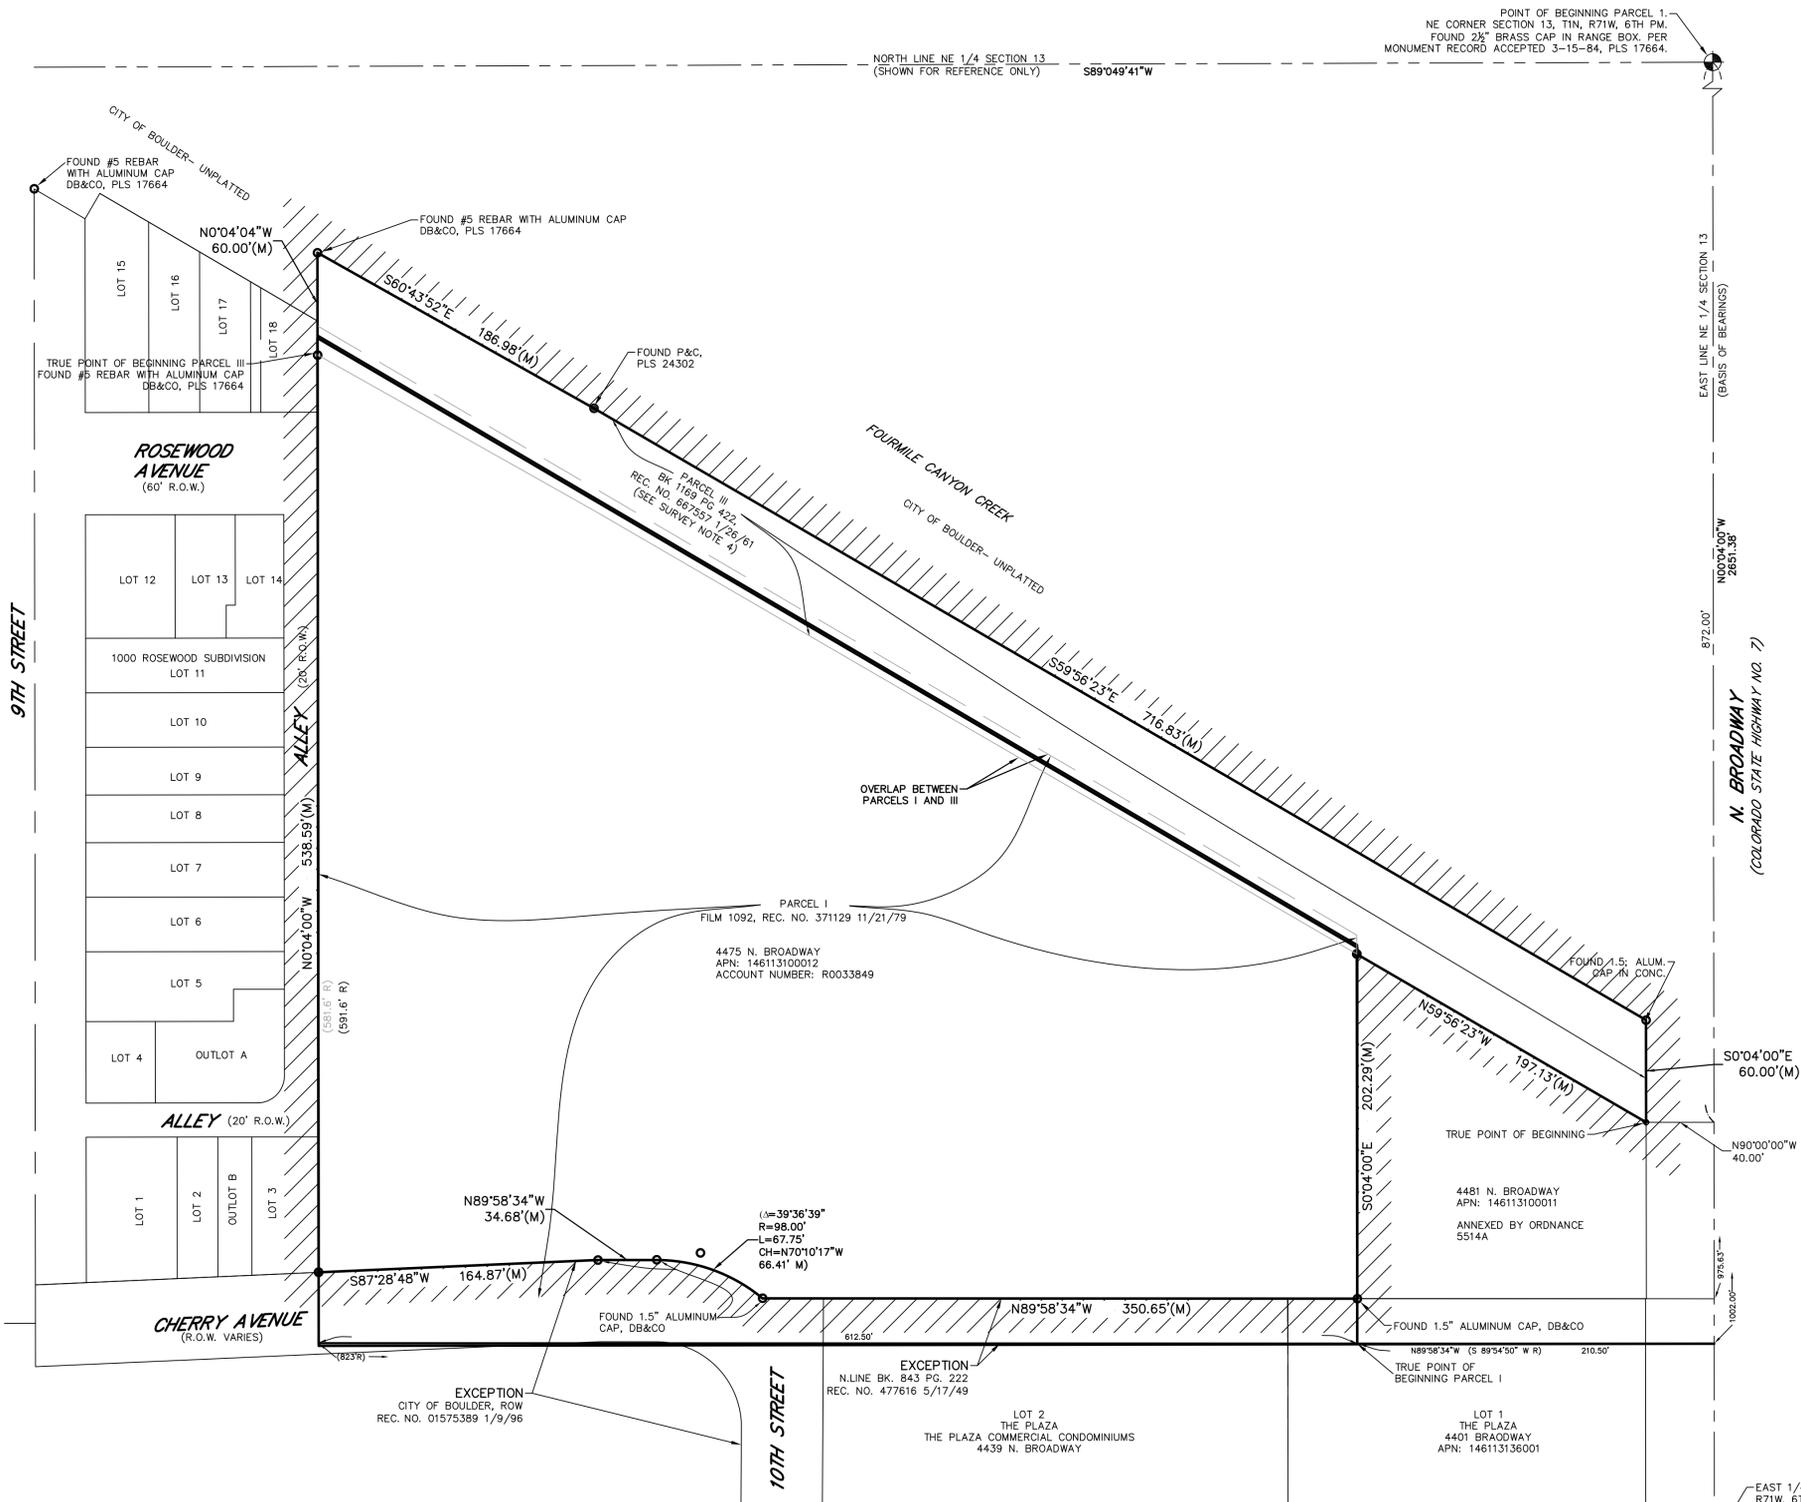 POINT OF BEGINNING PARCEL 1.
NE CORNER SECTION 13, T1N, R71W, 6TH PM.
FOUND 2½" BRASS CAP IN RANGE BOX. PER
MONUMENT RECORD ACCEPTED 3-15-84, PLS 17664.
NORTH LINE NE 1/4 SECTION 13
(SHOWN FOR REFERENCE ONLY)
S89°049'41"W
CITY OF BOULDER- UNPLATTED
FOUND #5 REBAR
WITH ALUMINUM CAP
DB&CO, PLS 17664
N0°04'04"W
60.00'(M)
FOUND #5 REBAR WITH ALUMINUM CAP
DB&CO, PLS 17664
LOT 15
LOT 16
LOT 17
LOT 18
S60°43'52"E
186.98'(M)
EAST LINE NE 1/4 SECTION 13
(BASIS OF BEARINGS)
FOUND P&C,
PLS 24302
TRUE POINT OF BEGINNING PARCEL III
FOUND #5 REBAR WITH ALUMINUM CAP
DB&CO, PLS 17664
ROSEWOOD
AVENUE
(60' R.O.W.)
FOURMILE CANYON CREEK
CITY OF BOULDER- UNPLATTED
PARCEL III
BK 1169 PG 422,
REC. NO. 667557 1/26/61
(SEE SURVEY NOTE 4)
N00°04'00"W
2651.38'
872.00'
LOT 12
LOT 13
LOT 14
9TH STREET
1000 ROSEWOOD SUBDIVISION
LOT 11
LOT 10
LOT 9
LOT 8
LOT 7
LOT 6
LOT 5
LOT 4
OUTLOT A
ALLEY
(20' R.O.W.)
S59°56'23"E
716.83'(M)
N. BROADWAY
(COLORADO STATE HIGHWAY NO. 7)
OVERLAP BETWEEN
PARCELS I AND III
N0°04'00"W
538.59'(M)
(581.6' R)
(591.6' R)
PARCEL I
FILM 1092, REC. NO. 371129 11/21/79
4475 N. BROADWAY
APN: 146113100012
ACCOUNT NUMBER: R0033849
FOUND 1.5; ALUM.
CAP IN CONC.
N59°56'23"W
197.13'(M)
S0°04'00"E
60.00'(M)
S0°04'00"E
202.29'(M)
ALLEY (20' R.O.W.)
TRUE POINT OF BEGINNING
N90°00'00"W
40.00'
LOT 1
LOT 2
OUTLOT B
LOT 3
N89°58'34"W
34.68'(M)
(Δ=39°36'39"
R=98.00'
L=67.75'
CH=N70°10'17"W
66.41' M)
4481 N. BROADWAY
APN: 146113100011
ANNEXED BY ORDNANCE
5514A
975.63'
1002.00'
S87°28'48"W
164.87'(M)
N89°58'34"W
350.65'(M)
CHERRY AVENUE
(R.O.W. VARIES)
FOUND 1.5" ALUMINUM
CAP, DB&CO
FOUND 1.5" ALUMINUM CAP, DB&CO
612.50'
(823'R)
N89°58'34"W (S 89°54'50" W R)
210.50'
EXCEPTION
N.LINE BK. 843 PG. 222
REC. NO. 477616 5/17/49
TRUE POINT OF
BEGINNING PARCEL I
EXCEPTION
CITY OF BOULDER, ROW
REC. NO. 01575389 1/9/96
10TH STREET
LOT 2
THE PLAZA
THE PLAZA COMMERCIAL CONDOMINIUMS
4439 N. BROADWAY
LOT 1
THE PLAZA
4401 BRAODWAY
APN: 146113136001
EAST 1/
R71W,